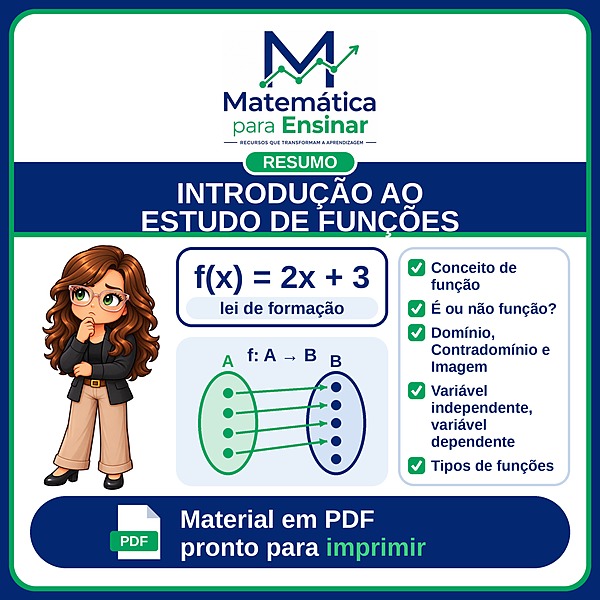 M
Matemática
para Ensinar
RECURSOS QUE TRANSFORMAM A APRENDIZAGEM
RESUMO
INTRODUÇÃO AO
ESTUDO DE FUNÇÕES
f(x) = 2x + 3
lei de formação
f: A → B
A
B
Conceito de
função
É ou não função?
Domínio,
Contradomínio e
Imagem
Variável
independente,
variável
dependente
Tipos de funções
PDF
Material em PDF
pronto para imprimir